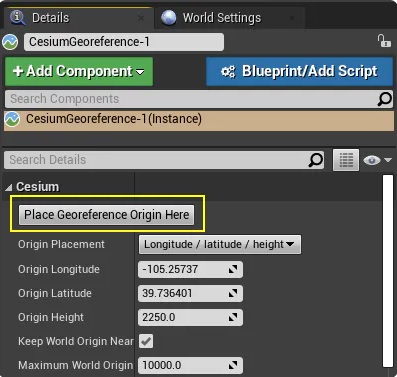 Details
World Settings
CesiumGeoreference-1
+Add Component
Blueprint/Add Script
Search Components
CesiumGeoreference-1(Instance)
Search Details
Cesium
Place Georeference Origin Here
Origin Placement Longitude / latitude / height
Origin Longitude -105.25737
Origin Latitude 39.736401
Origin Height 2250.0
Keep World Origin Near
Maximum World Origin 10000.0